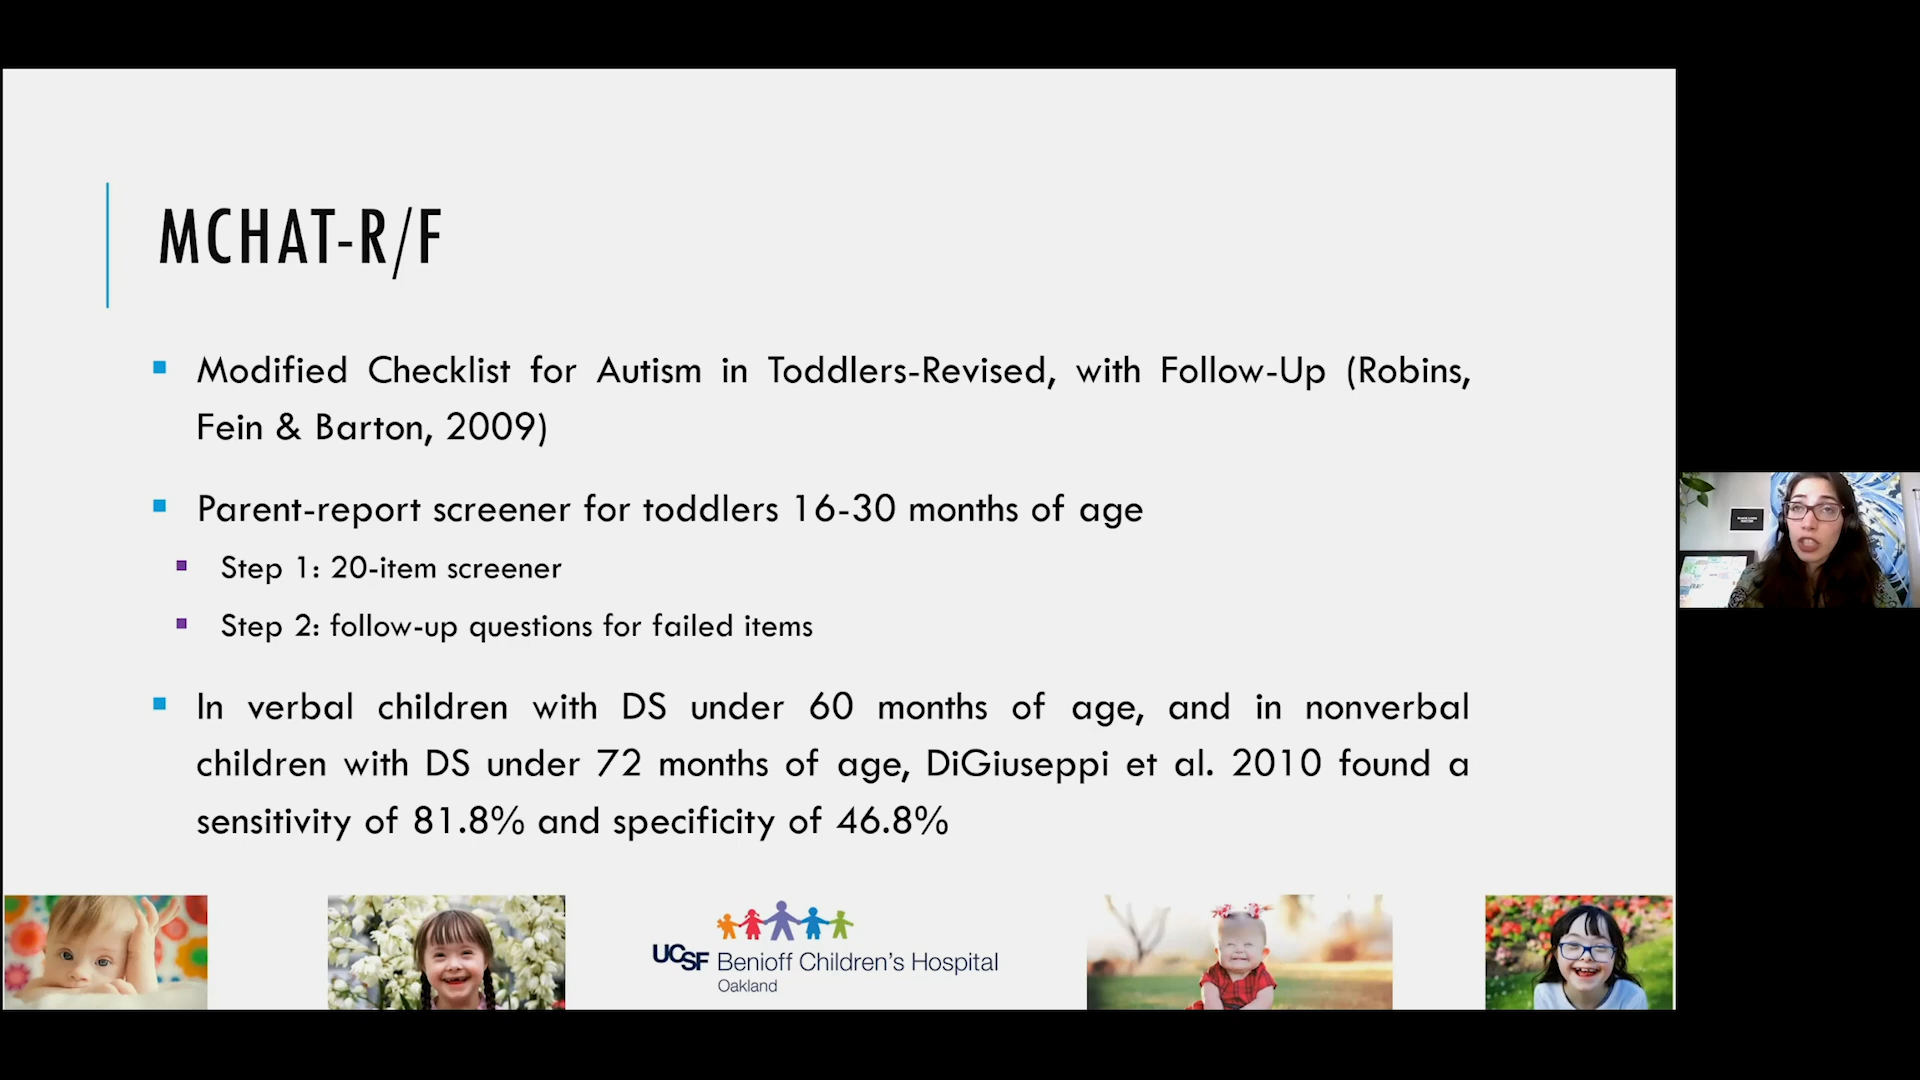 MCHAT-R/F
Modified Checklist for Autism in Toddlers-Revised, with Follow-Up (Robins,
Fein & Barton, 2009)
Parent-report screener for toddlers 16-30 months of age
Step 1: 20-item screener
Step 2: follow-up questions for failed items
In verbal children with DS under 60 months of age, and in nonverbal
children with DS under 72 months of age, DiGiuseppi et al. 2010 found a
sensitivity of 81.8% and specificity of 46.8%
UCSF Benioff Children's Hospital
Oakland